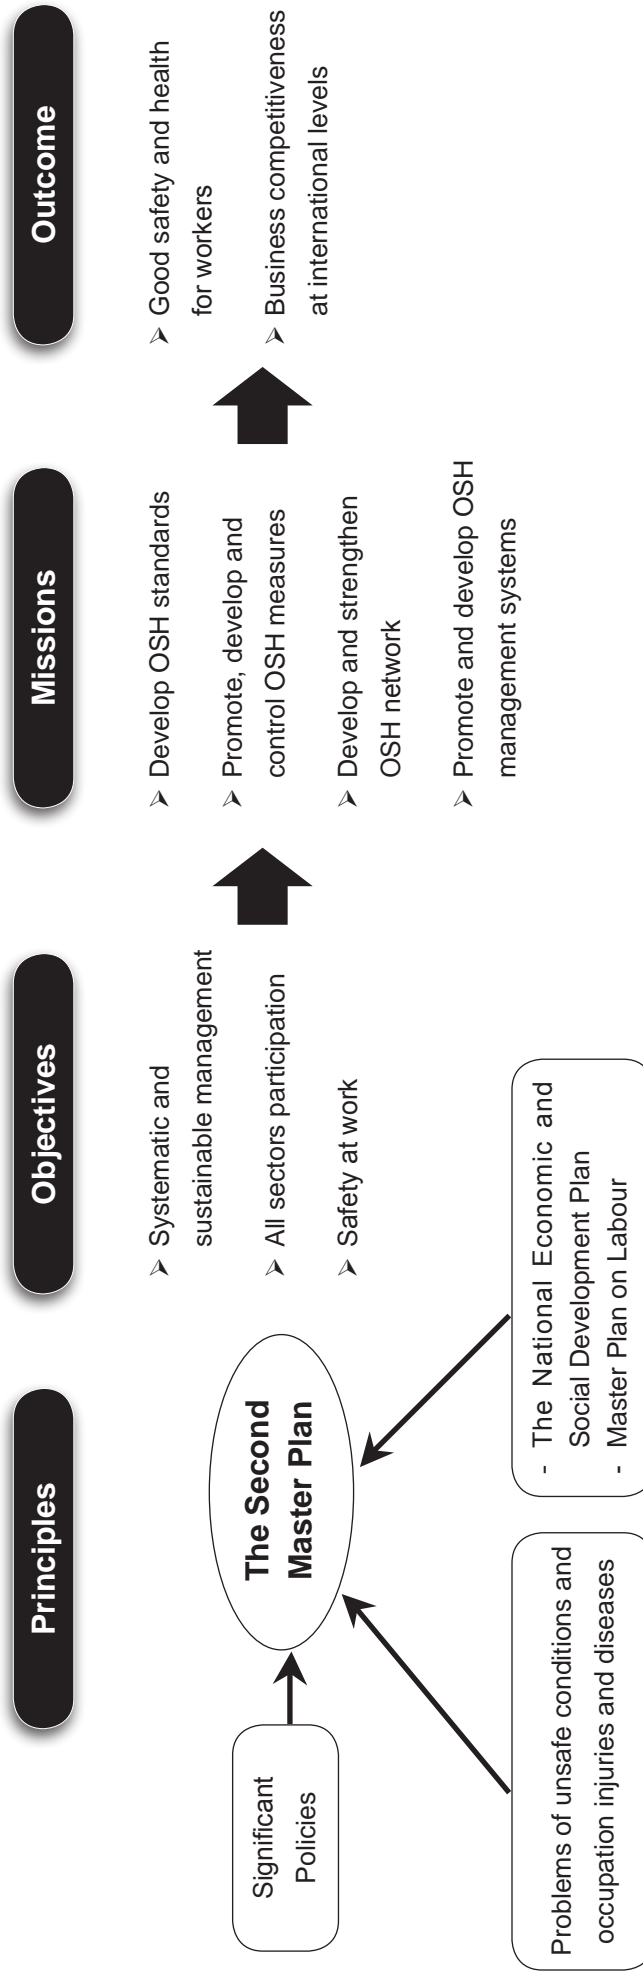 Principles
Significant
Policies
The Second
Master Plan
Problems of unsafe conditions and
occupation injuries and diseases
- The National Economic and
Social Development Plan
- Master Plan on Labour
Objectives
➢ Systematic and
sustainable management
➢ All sectors participation
➢ Safety at work
Missions
➢ Develop OSH standards
➢ Promote, develop and
control OSH measures
➢ Develop and strengthen
OSH network
➢ Promote and develop OSH
management systems
Outcome
➢ Good safety and health
for workers
➢ Business competitiveness
at international levels